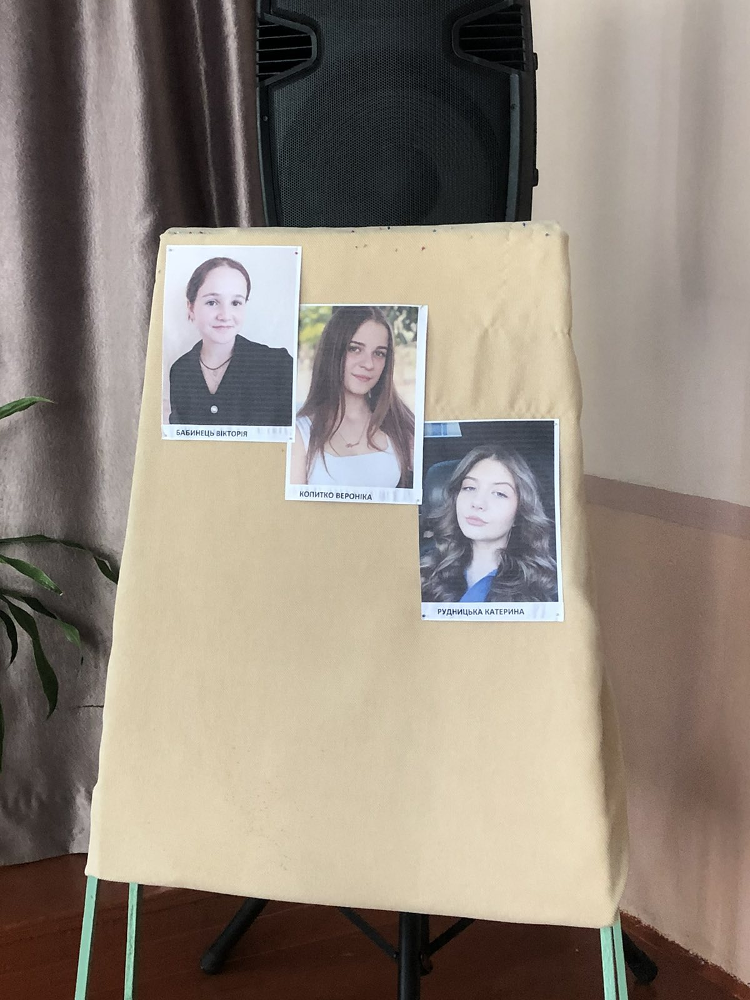 БАБИНЕЦЬ ВІКТОРІЯ
КОПИТКО ВЕРОНІКА
РУДНИЦЬКА КАТЕРИНА